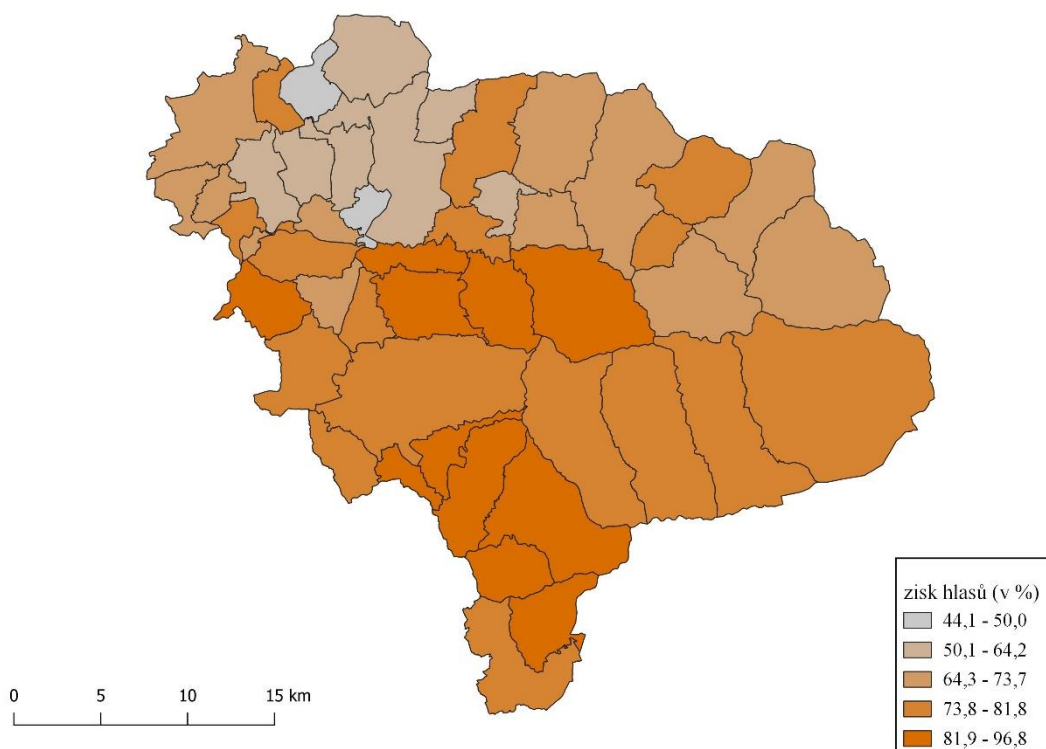 zisk hlasů (v %)
44,1 - 50,0
50,1 - 64,2
64,3 - 73,7
73,8 - 81,8
81,9 - 96,8
0 5 10 15 km